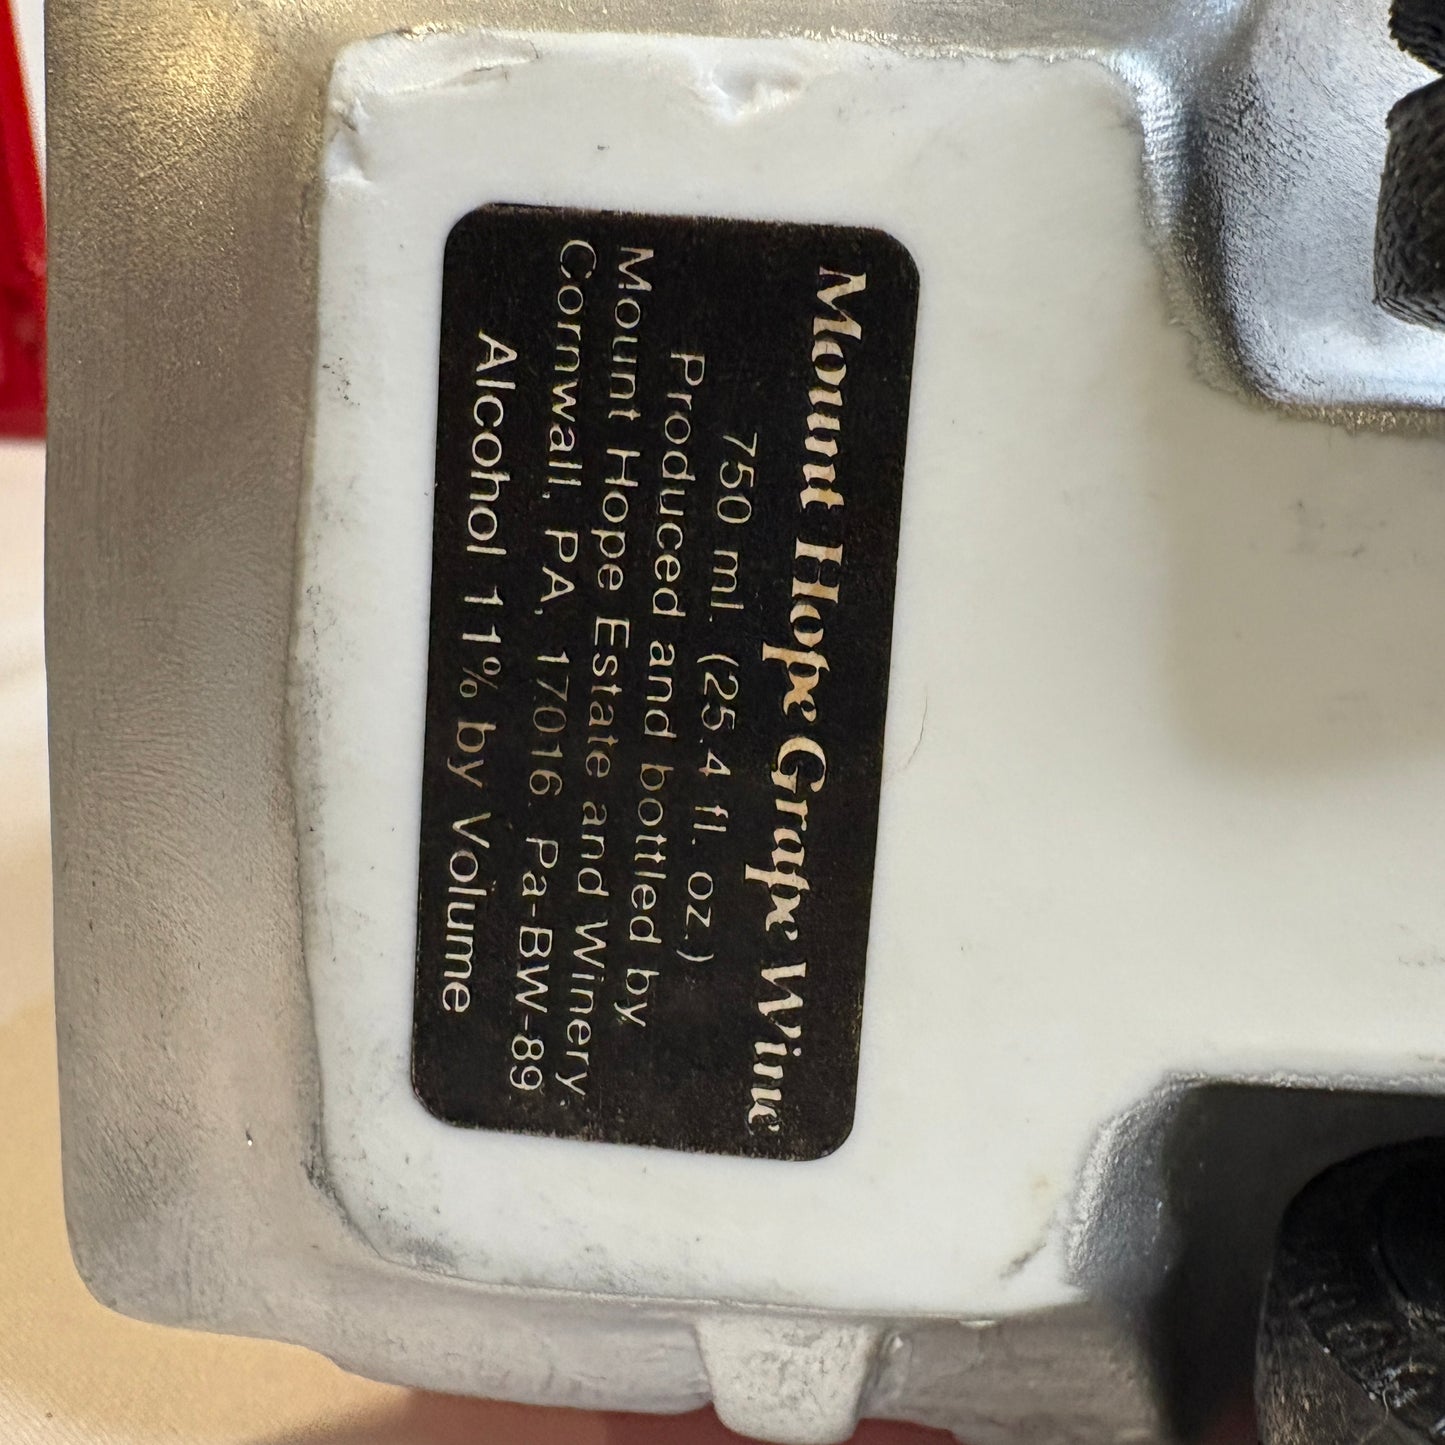 Mount Hope Grape Wine
750 ml. (25.4 fl. oz.)
Produced and bottled by
Mount Hope Estate and Winery
Cornwall, PA, 17016 Pa-BW-89
Alcohol 11% by Volume